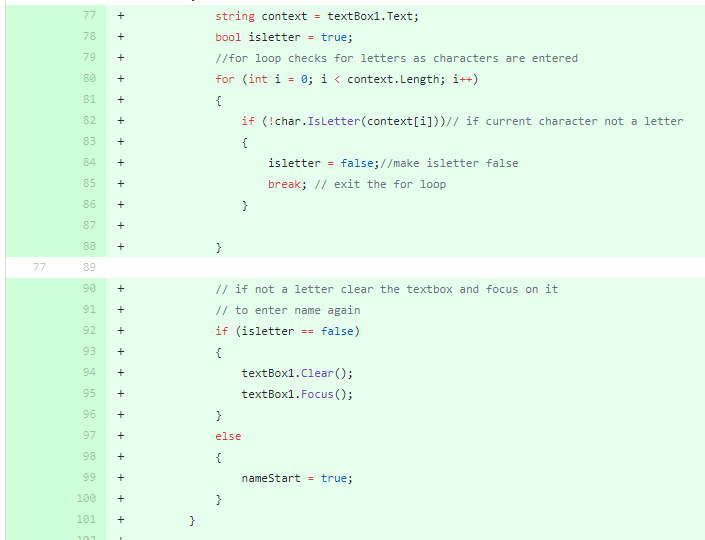 77 + string context = textBox1.Text;
78 + bool isletter = true;
79 + //for loop checks for letters as characters are entered
80 + for (int i = 0; i < context.Length; i++)
81 + {
82 + if (!char.IsLetter(context[i]))// if current character not a letter
83 + {
84 + isletter = false;//make isletter false
85 + break; // exit the for loop
86 + }
87 +
88 + }
77 89
90 + // if not a letter clear the textbox and focus on it
91 + // to enter name again
92 + if (isletter == false)
93 + {
94 + textBox1.Clear();
95 + textBox1.Focus();
96 + }
97 + else
98 + {
99 + nameStart = true;
100 + }
101 + }